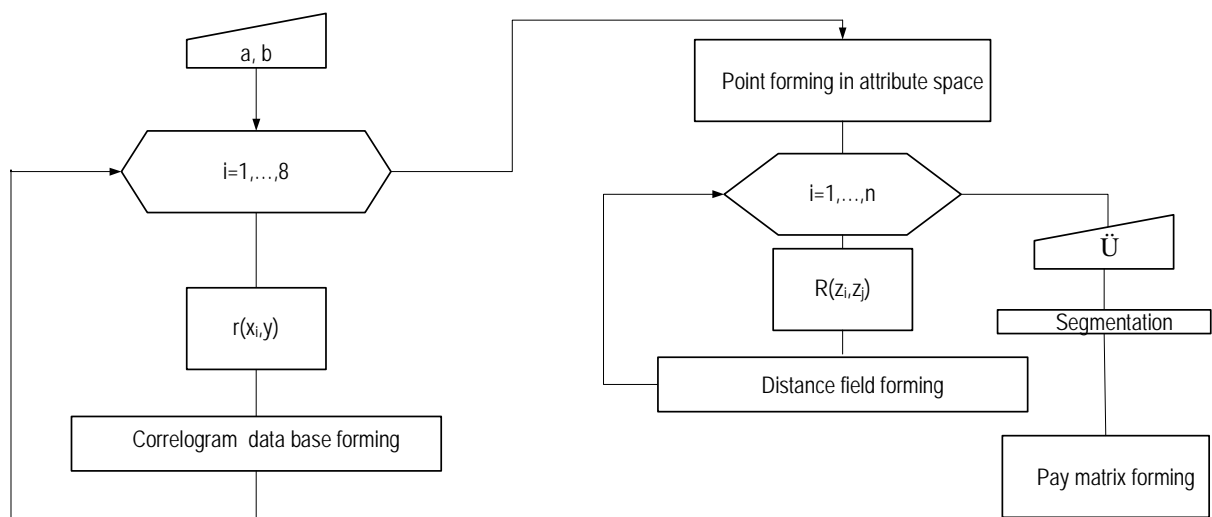 a, b
i=1,…,8
r(xᵢ,y)
Correlogram data base forming
Point forming in attribute space
i=1,…,n
R(zᵢ,zⱼ)
Distance field forming
Ü
Segmentation
Pay matrix forming